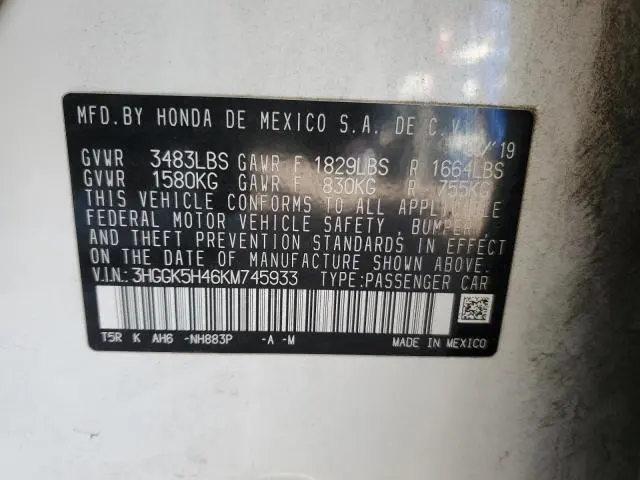 MFD.BY HONDA DE MEXICO S.A. DE C.V. /'19
GVWR 3483LBS GAWR F 1829LBS R 1664LBS
GVWR 1580KG GAWR F 830KG R 755KG
THIS VEHICLE CONFORMS TO ALL APPLICABLE
FEDERAL MOTOR VEHICLE SAFETY, BUMPER,
AND THEFT PREVENTION STANDARDS IN EFFECT
ON THE DATE OF MANUFACTURE SHOWN ABOVE.
V.I.N.: 3HGGK5H46KM745933 TYPE:PASSENGER CAR
T5R K AH6 -NH883P -A -M MADE IN MEXICO